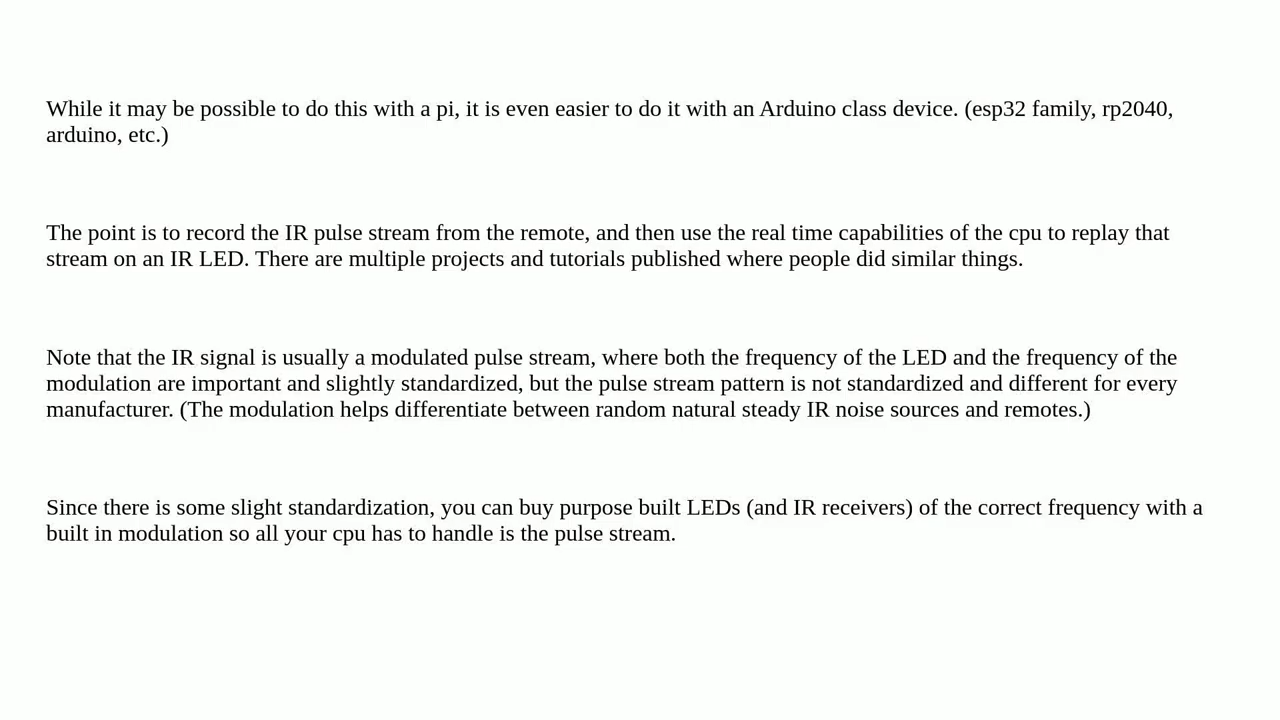 While it may be possible to do this with a pi, it is even easier to do it with an Arduino class device. (esp32 family, rp2040,
arduino, etc.)
The point is to record the IR pulse stream from the remote, and then use the real time capabilities of the cpu to replay that
stream on an IR LED. There are multiple projects and tutorials published where people did similar things.
Note that the IR signal is usually a modulated pulse stream, where both the frequency of the LED and the frequency of the
modulation are important and slightly standardized, but the pulse stream pattern is not standardized and different for every
manufacturer. (The modulation helps differentiate between random natural steady IR noise sources and remotes.)
Since there is some slight standardization, you can buy purpose built LEDs (and IR receivers) of the correct frequency with a
built in modulation so all your cpu has to handle is the pulse stream.